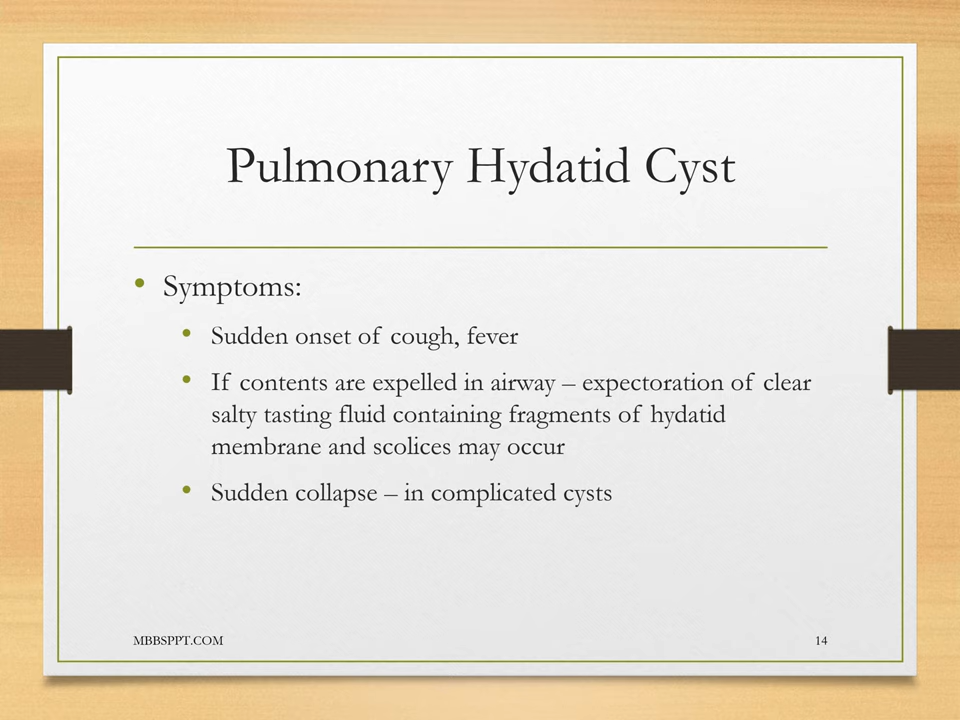 Pulmonary Hydatid Cyst
• Symptoms:
• Sudden onset of cough, fever
• If contents are expelled in airway – expectoration of clear
salty tasting fluid containing fragments of hydatid
membrane and scolices may occur
• Sudden collapse – in complicated cysts
MBBSPPT.COM
14